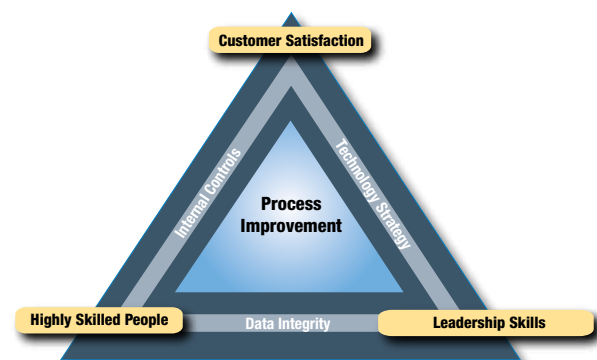 Customer Satisfaction
Internal Controls
Technology Strategy
Process
Improvement
Highly Skilled People
Data Integrity
Leadership Skills